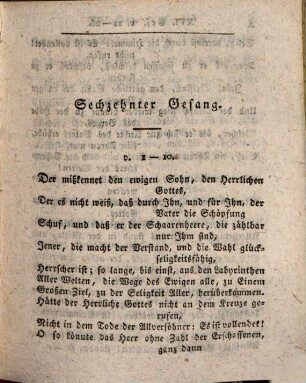 Sechzehnter Gesang.
v. 1 — 10.
Der mißkennet den ewigen Sohn, den Herrlichen
Gottes,
Der es nicht weiß, daß durch Ihn, und für Ihn, der
Vater die Schöpfung
Schuf, und daß er der Schaarenheere, die zählbar
nur Ihm sind,
Jener, die macht der Verstand, und die Wahl glück-
seligkeitsfähig,
Herrscher ist; so lange, bis einst, aus den Labyrinthen
Aller Welten, die Wege des Ewigen alle, zu Einem
Großen Ziel, zu der Seligkeit Aller, herüberkommen.
Hätte der Herrliche Gottes nicht an dem Kreuze ge-
rufen,
Nicht in dem Tode der Allversöhner: Es ist vollendet!
O so könnte das Heer ohne Zahl der Erschaffenen,
ganz dann